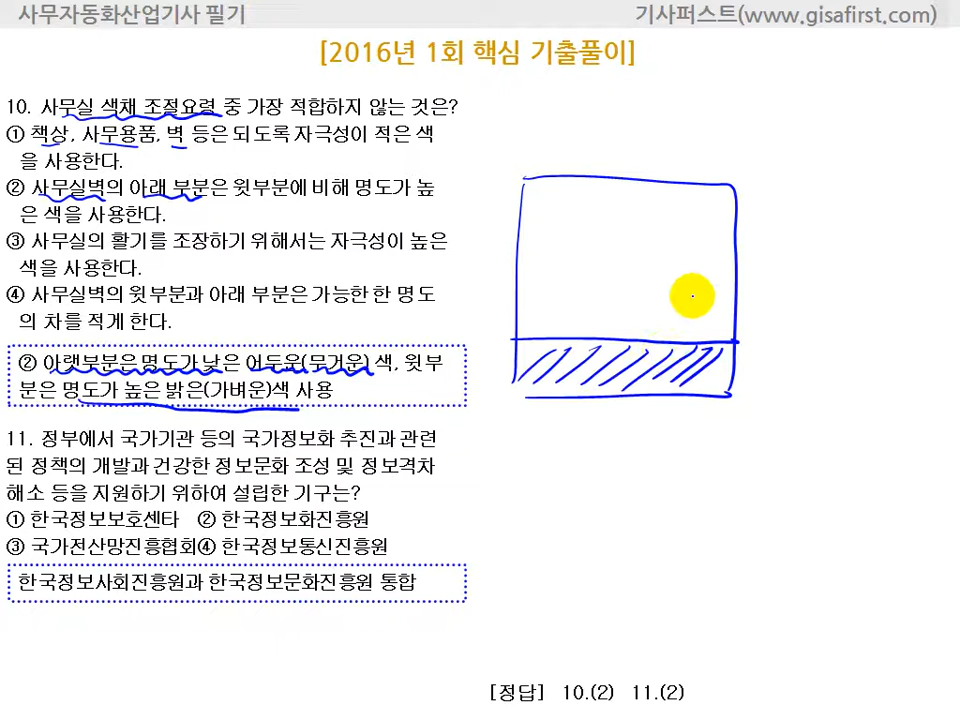 사무자동화산업기사 필기
기사퍼스트(www.gisafirst.com)
[2016년 1회 핵심 기출풀이]
10. 사무실 색채 조절요령 중 가장 적합하지 않는 것은?
① 책상, 사무용품, 벽 등은 되도록 자극성이 적은 색
을 사용한다.
② 사무실벽의 아래 부분은 윗부분에 비해 명도가 높
은 색을 사용한다.
③ 사무실의 활기를 조장하기 위해서는 자극성이 높은
색을 사용한다.
④ 사무실벽의 윗부분과 아래 부분은 가능한 한 명도
의 차를 적게 한다.
② 아랫부분은 명도가 낮은 어두운(무거운) 색, 윗부
분은 명도가 높은 밝은(가벼운)색 사용
11. 정부에서 국가기관 등의 국가정보화 추진과 관련
된 정책의 개발과 건강한 정보문화 조성 및 정보격차
해소 등을 지원하기 위하여 설립한 기구는?
① 한국정보보호센타 ② 한국정보화진흥원
③ 국가전산망진흥협회④ 한국정보통신진흥원
한국정보사회진흥원과 한국정보문화진흥원 통합
[정답] 10.(2) 11.(2)